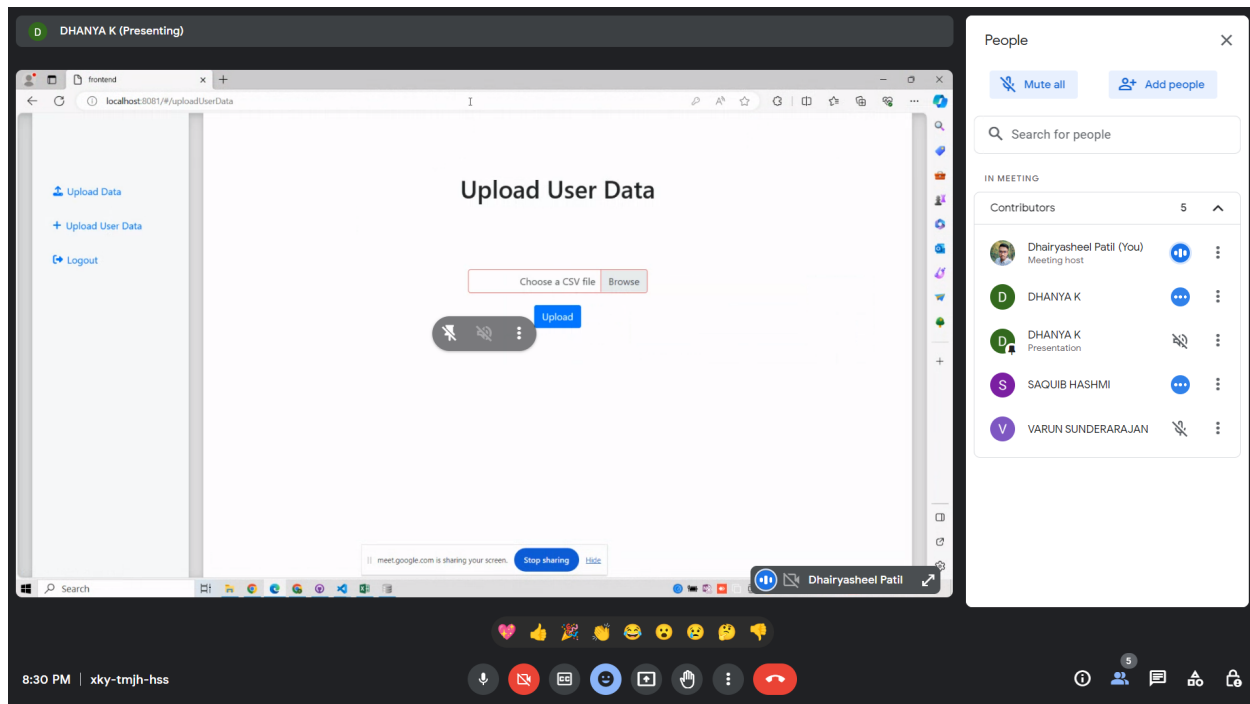 D DHANYA K (Presenting)
frontend
localhost:8081/#/uploadUserData
Upload Data
Upload User Data
Logout
Upload User Data
Choose a CSV file Browse
Upload
meet.google.com is sharing your screen. Stop sharing Hide
Search
Dhairyasheel Patil
People
Mute all Add people
Search for people
IN MEETING
Contributors 5
Dhairyasheel Patil (You)
Meeting host
D DHANYA K
D DHANYA K
Presentation
S SAQUIB HASHMI
V VARUN SUNDERARAJAN
8:30 PM | xky-tmjh-hss
CC
5